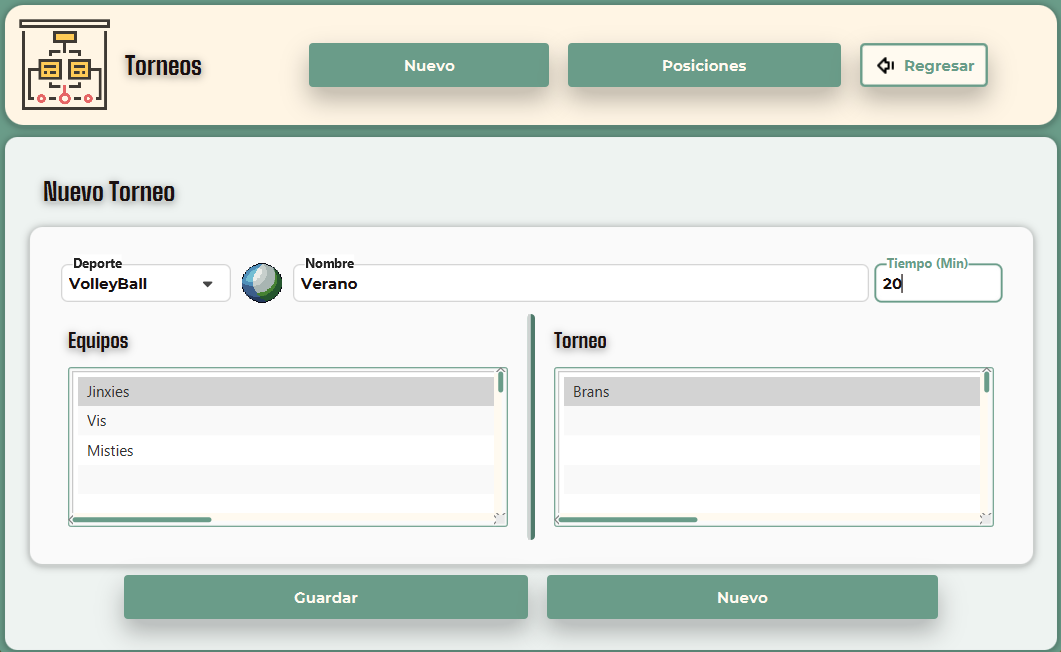 Torneos
Nuevo
Posiciones
Regresar
Nuevo Torneo
Deporte
VolleyBall
Nombre
Verano
Tiempo (Min)
20
Equipos
Jinxies
Vis
Misties
Torneo
Brans
Guardar
Nuevo